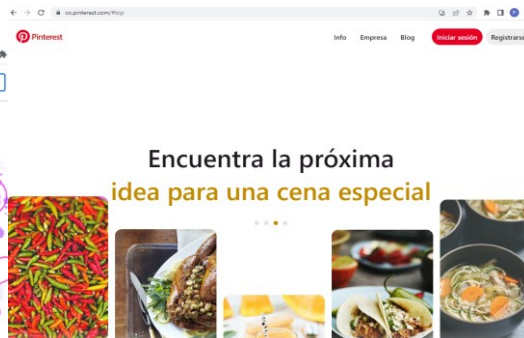 co.pinterest.com/#top
Pinterest
Info Empresa Blog Iniciar sesión Registrarse
Encuentra la próxima
idea para una cena especial